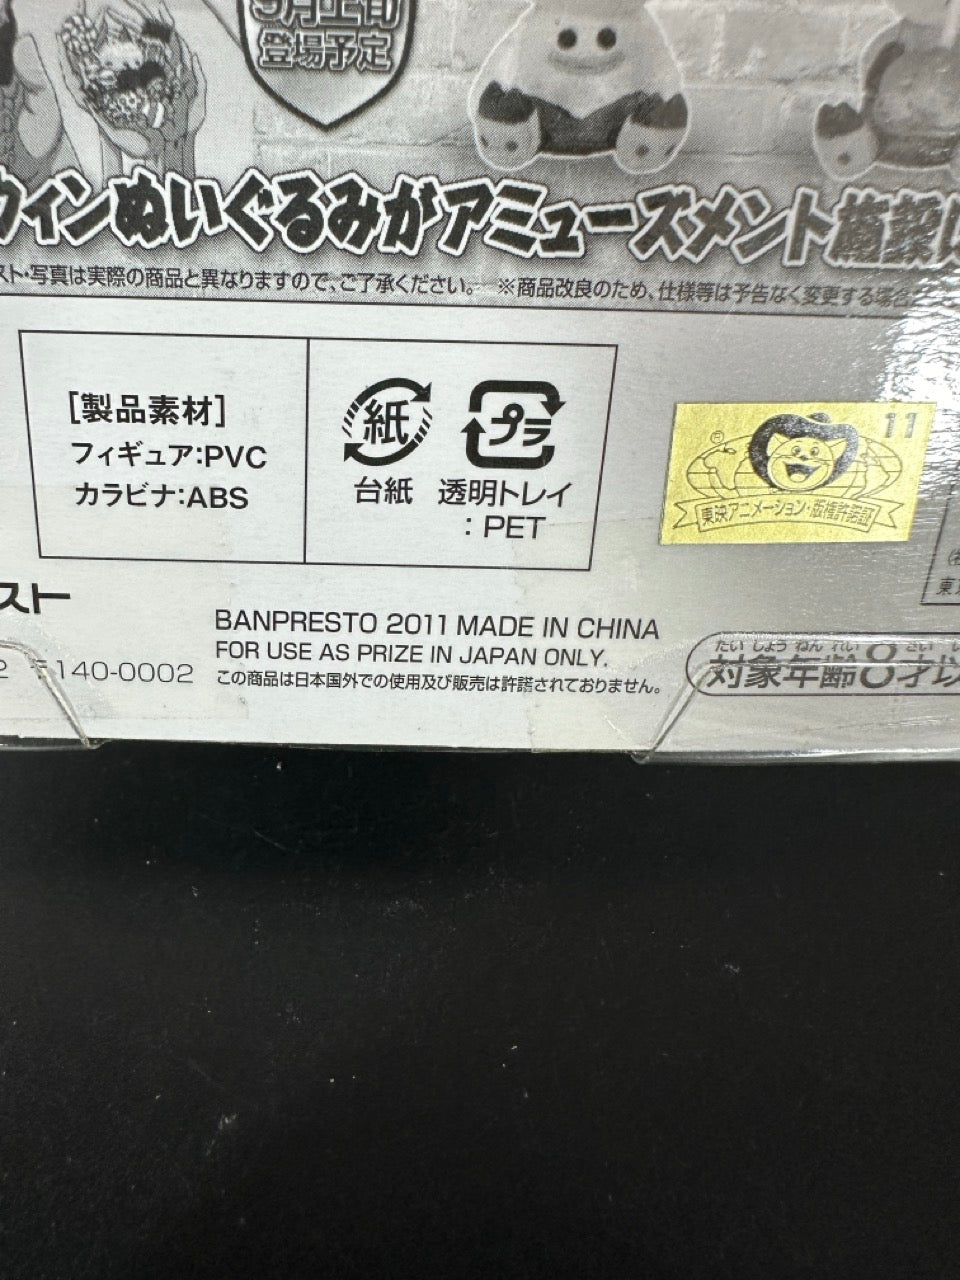 9月上旬
登場予定
ウィンぬいぐるみがアミューズメント
スト・写真は実際の商品と異なりますので、ご了承ください。 ※商品改良のため、仕様等は予告なく変更する場合
[製品素材]
フィギュア:PVC
カラビナ:ABS
紙
台紙
プラ
透明トレイ
:PET
11
©
東映アニメーション・版権許諾証
スト
BANPRESTO 2011 MADE IN CHINA
FOR USE AS PRIZE IN JAPAN ONLY.
この商品は日本国外での使用及び販売は許諾されておりません。
2 〒140-0002
たいしょうねんれい さい
対象年齢8才以
東